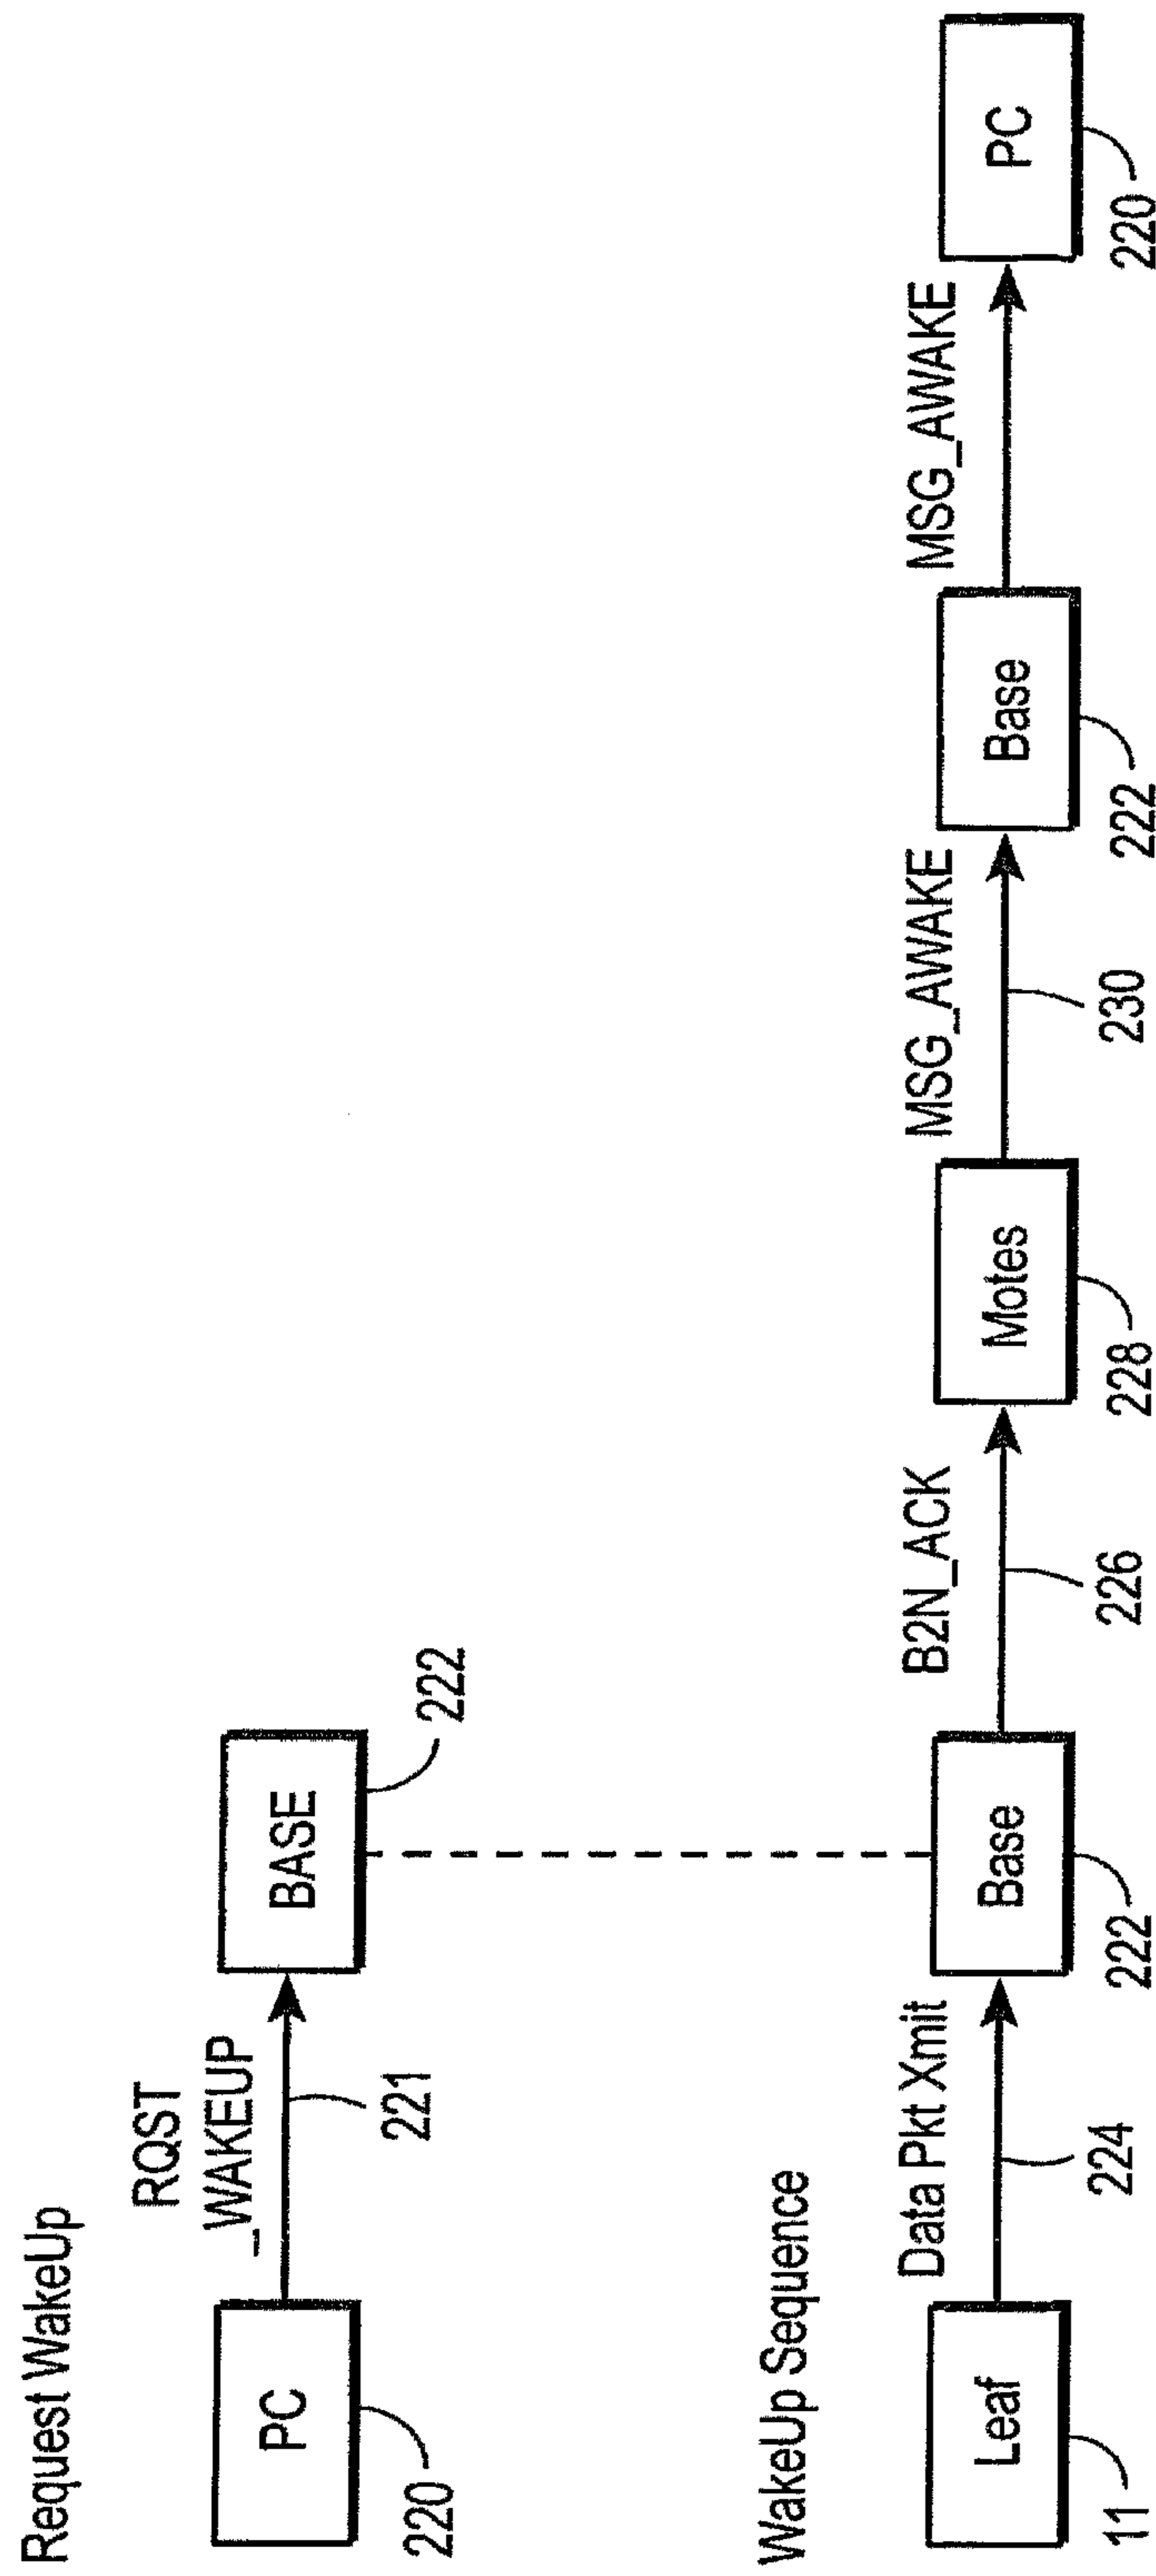 Request WakeUp
RQST
_WAKEUP
PC
BASE
220
221
222
WakeUp Sequence
Data Pkt Xmit
B2N_ACK
MSG_AWAKE
MSG_AWAKE
Leaf
Base
Motes
Base
PC
11
224
222
226
228
230
222
220